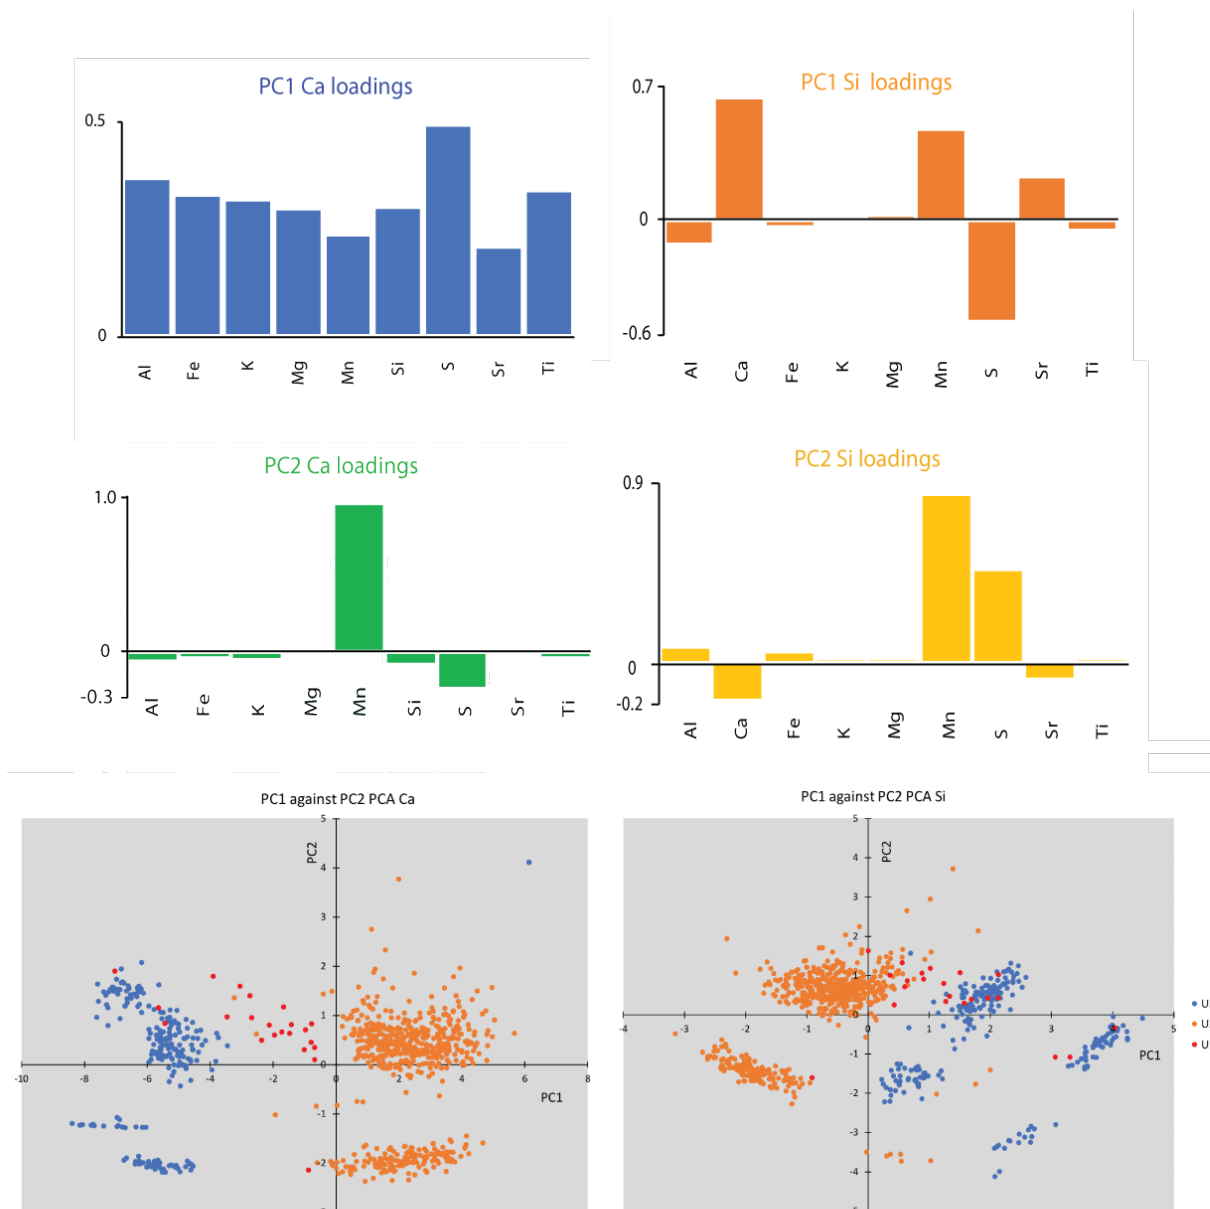 PC1 Ca loadings
0.5
0
Al Fe K Mg Mn Si S Sr Ti
PC1 Si loadings
0.7
0
-0.6
Al Ca Fe K Mg Mn S Sr Ti
PC2 Ca loadings
1.0
0
-0.3
Al Fe K Mg Mn Si S Sr Ti
PC2 Si loadings
0.9
0
-0.2
Al Ca Fe K Mg Mn S Sr Ti
PC1 against PC2 PCA Ca
PC2
5
4
3
2
1
0
-1
-2
-10 -8 -6 -4 -2 0 2 4 6 8
PC1
PC1 against PC2 PCA Si
PC2
5
4
3
2
1
0
-1
-2
-3
-4
-4 -3 -2 -1 0 1 2 3 4 5
PC1
U
U
U